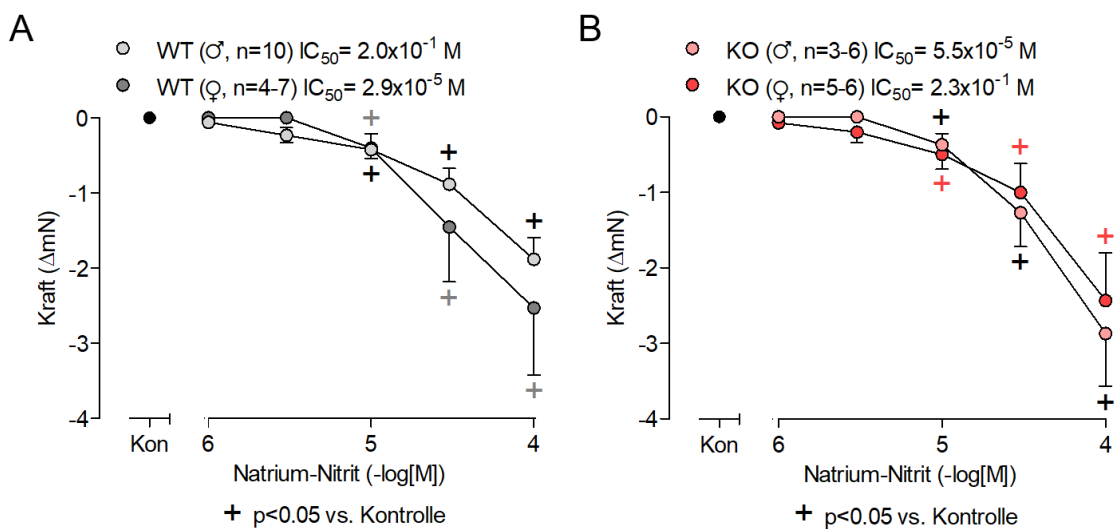 A
WT (♂, n=10) IC50= 2.0x10⁻¹ M
WT (♀, n=4-7) IC50= 2.9x10⁻⁵ M
0
-1
-2
-3
-4
Kraft (ΔmN)
Kon
6
5
4
Natrium-Nitrit (-log[M])
+ p<0.05 vs. Kontrolle
B
KO (♂, n=3-6) IC50= 5.5x10⁻⁵ M
KO (♀, n=5-6) IC50= 2.3x10⁻¹ M
0
-1
-2
-3
-4
Kraft (ΔmN)
Kon
6
5
4
Natrium-Nitrit (-log[M])
+ p<0.05 vs. Kontrolle